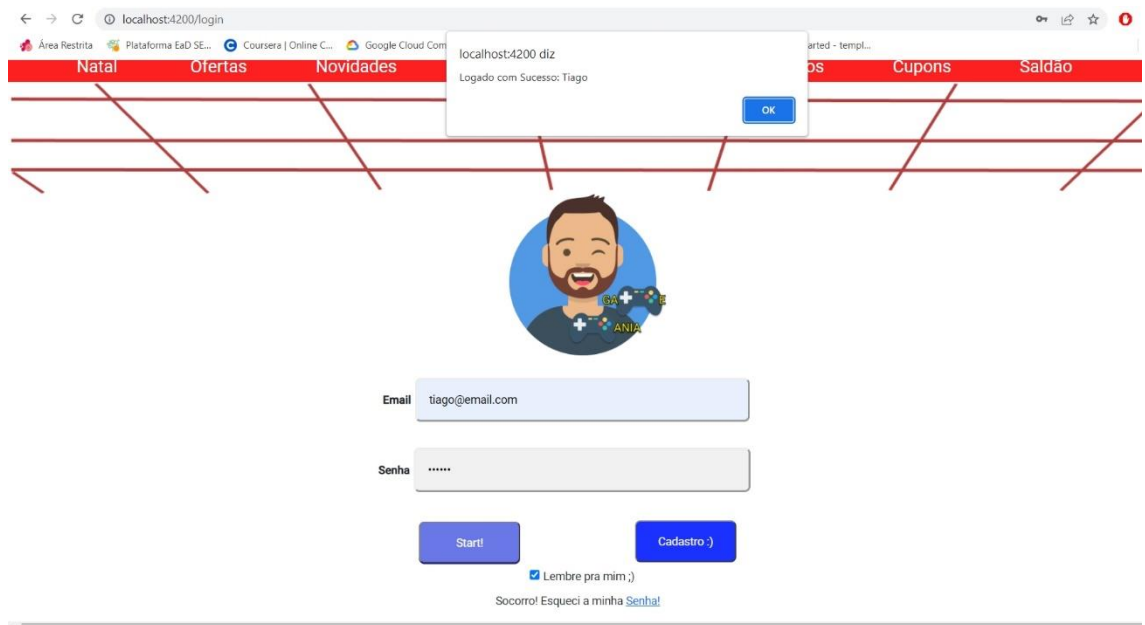 localhost:4200/login
Área Restrita Plataforma EaD SE... Coursera | Online C... Google Cloud Com arted - templ...
localhost:4200 diz
Logado com Sucesso: Tiago
OK
Natal Ofertas Novidades os Cupons Saldão
GA E
ANIA
Email tiago@email.com
Senha ••••••
Start! Cadastro :)
Lembre pra mim ;)
Socorro! Esqueci a minha Senha!